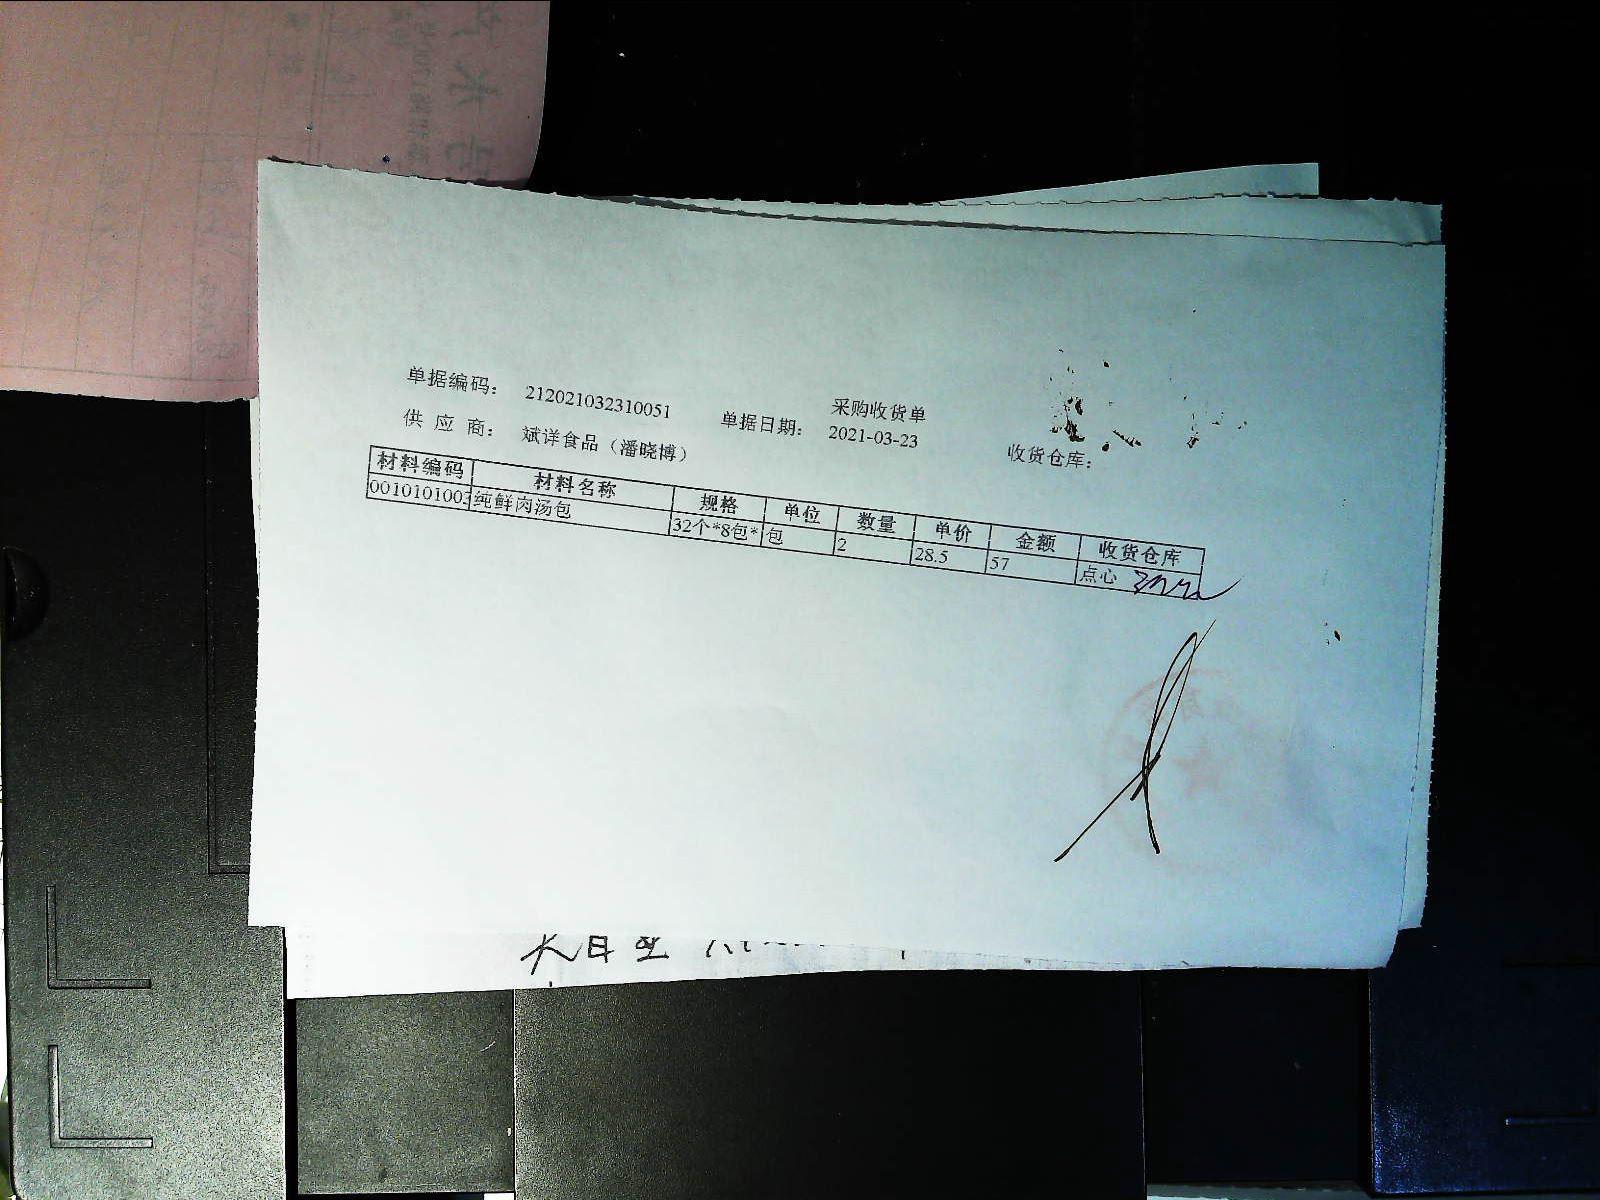 采购收货单
单据编码: 212021032310051 单据日期: 2021-03-23 收货仓库:
供 应 商: 斌洋食品（潘晓博）
材料编码 材料名称 规格 单位 数量 单价 金额 收货仓库
0010101003 纯鲜肉汤包 32个*8包* 包 2 28.5 57 点心